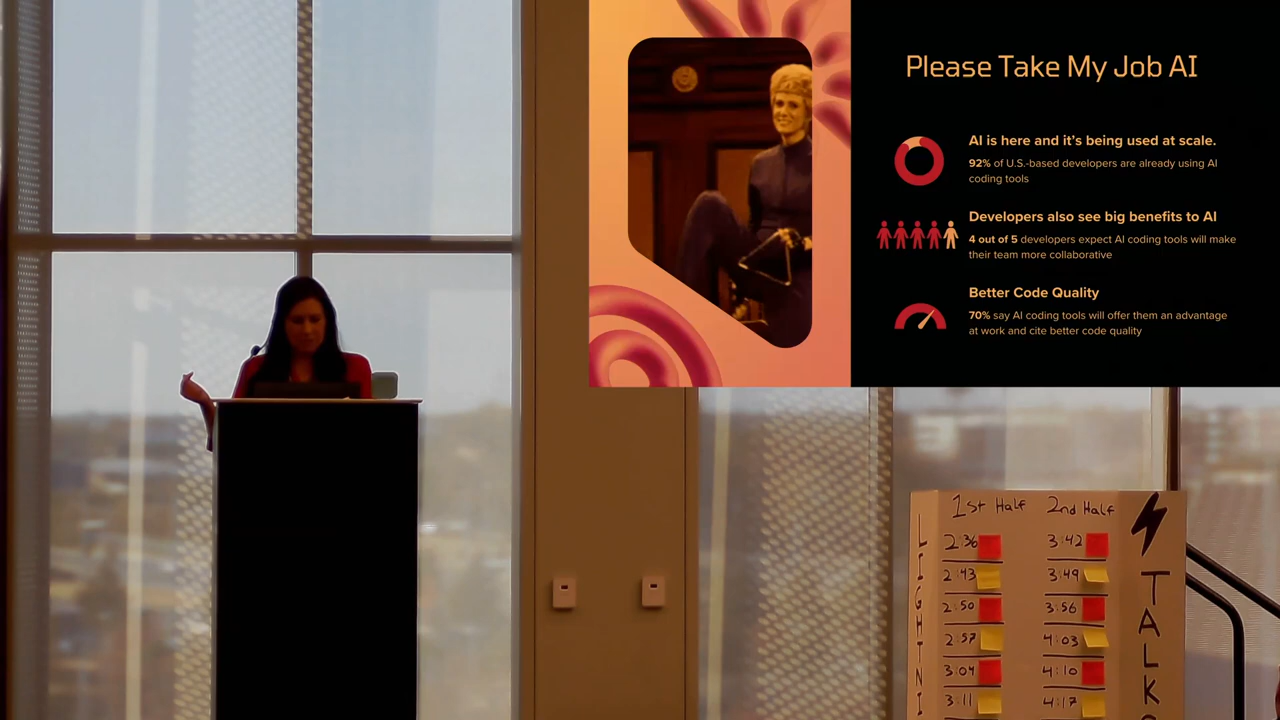 Please Take My Job AI
AI is here and it's being used at scale.
92% of U.S.-based developers are already using AI
coding tools
Developers also see big benefits to AI
4 out of 5 developers expect AI coding tools will make
their team more collaborative
Better Code Quality
70% say AI coding tools will offer them an advantage
at work and cite better code quality
1st Half 2nd Half
2:36 3:42
2:43 3:49
2:50 3:56
2:57 4:03
3:04 4:10
3:11 4:17
LIGHTNI
TALKS